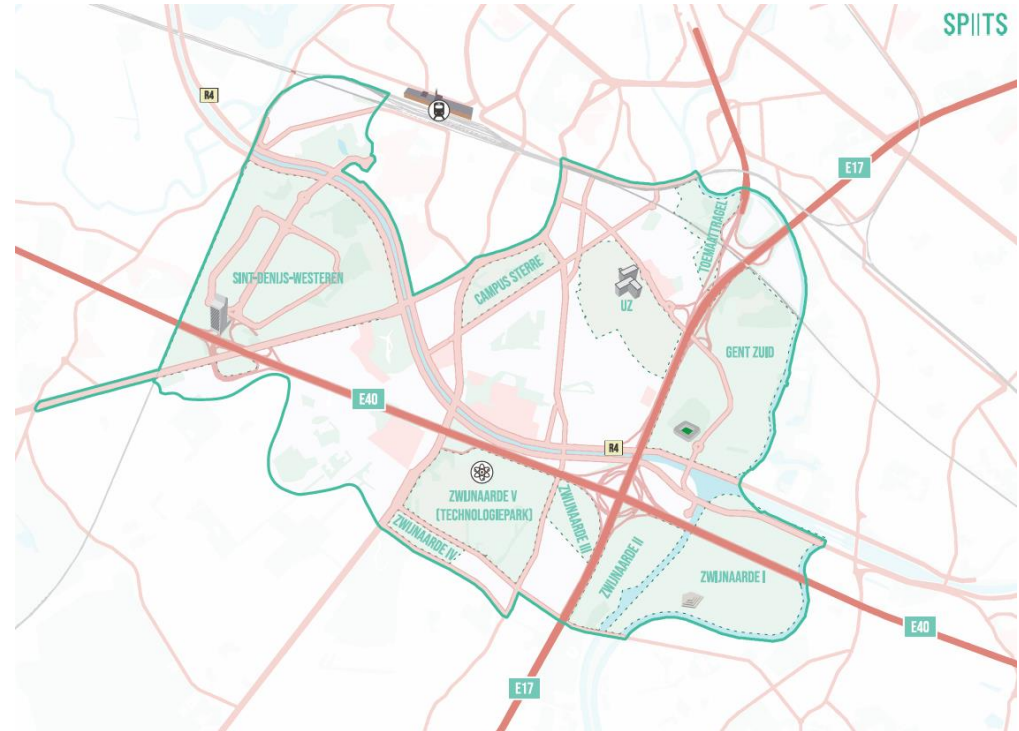 SP||TS
R4
E17
TOEMAATTRAGEL
SINT-DENIJS-WESTEREN
CAMPUS STERRE
UZ
GENT ZUID
E40
R4
ZWIJNAARDE V
(TECHNOLOGIEPARK)
ZWIJNAARDE IV
ZWIJNAARDE III
ZWIJNAARDE II
ZWIJNAARDE I
E40
E17